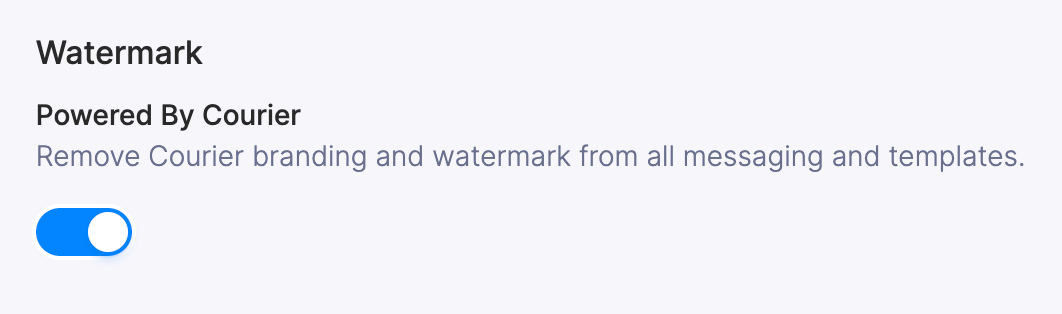 Watermark
Powered By Courier
Remove Courier branding and watermark from all messaging and templates.